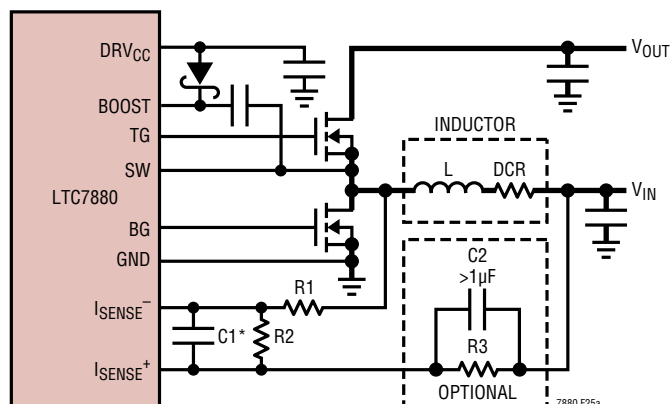 DRVCC
VOUT
BOOST
INDUCTOR
TG
L
DCR
SW
VIN
LTC7880
BG
C2
>1µF
GND
R1
ISENSE−
C1*
R2
R3
ISENSE+
OPTIONAL
7880 F25a